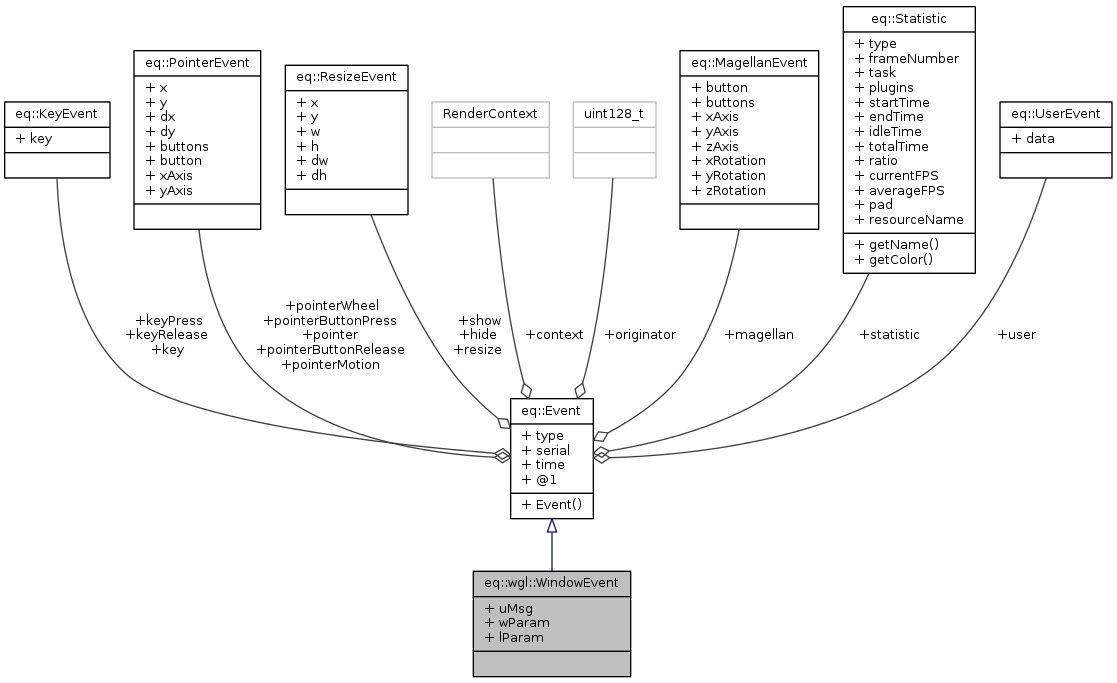 eq::KeyEvent
+ key
eq::PointerEvent
+ x
+ y
+ dx
+ dy
+ buttons
+ button
+ xAxis
+ yAxis
eq::ResizeEvent
+ x
+ y
+ w
+ h
+ dw
+ dh
RenderContext
uint128_t
eq::MagellanEvent
+ button
+ buttons
+ xAxis
+ yAxis
+ zAxis
+ xRotation
+ yRotation
+ zRotation
eq::Statistic
+ type
+ frameNumber
+ task
+ plugins
+ startTime
+ endTime
+ idleTime
+ totalTime
+ ratio
+ currentFPS
+ averageFPS
+ pad
+ resourceName
+ getName()
+ getColor()
eq::UserEvent
+ data
+keyPress
+keyRelease
+key
+pointerWheel
+pointerButtonPress
+pointer
+pointerButtonRelease
+pointerMotion
+show
+hide
+resize
+context
+originator
+magellan
+statistic
+user
eq::Event
+ type
+ serial
+ time
+ @1
+ Event()
eq::wgl::WindowEvent
+ uMsg
+ wParam
+ lParam